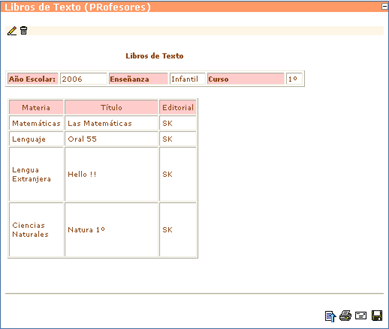 Libros de Texto (PRofesores)
Libros de Texto
Año Escolar: 2006 Enseñanza Infantil Curso 1º
Materia Título Editorial
Matemáticas Las Matemáticas SK
Lenguaje Oral 55 SK
Lengua
Extranjera Hello !! SK
Ciencias
Naturales Natura 1º SK